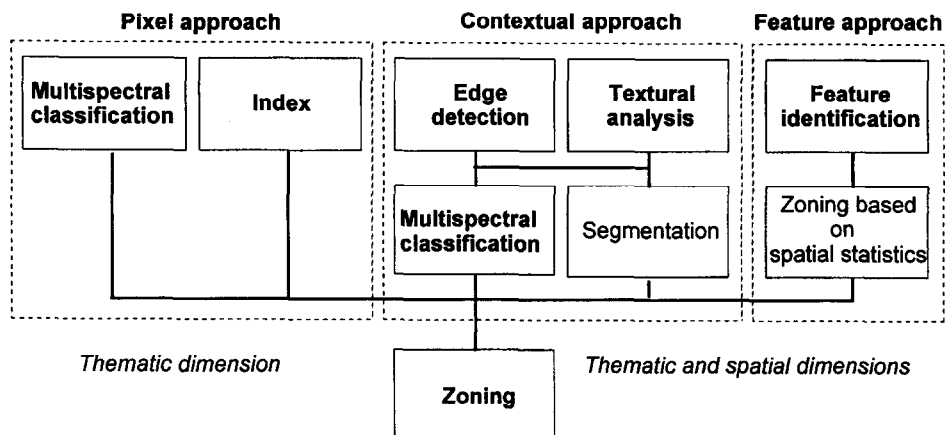 Pixel approach
Contextual approach
Feature approach
Multispectral
classification
Index
Edge
detection
Textural
analysis
Feature
identification
Multispectral
classification
Segmentation
Zoning based
on
spatial statistics
Thematic dimension
Thematic and spatial dimensions
Zoning